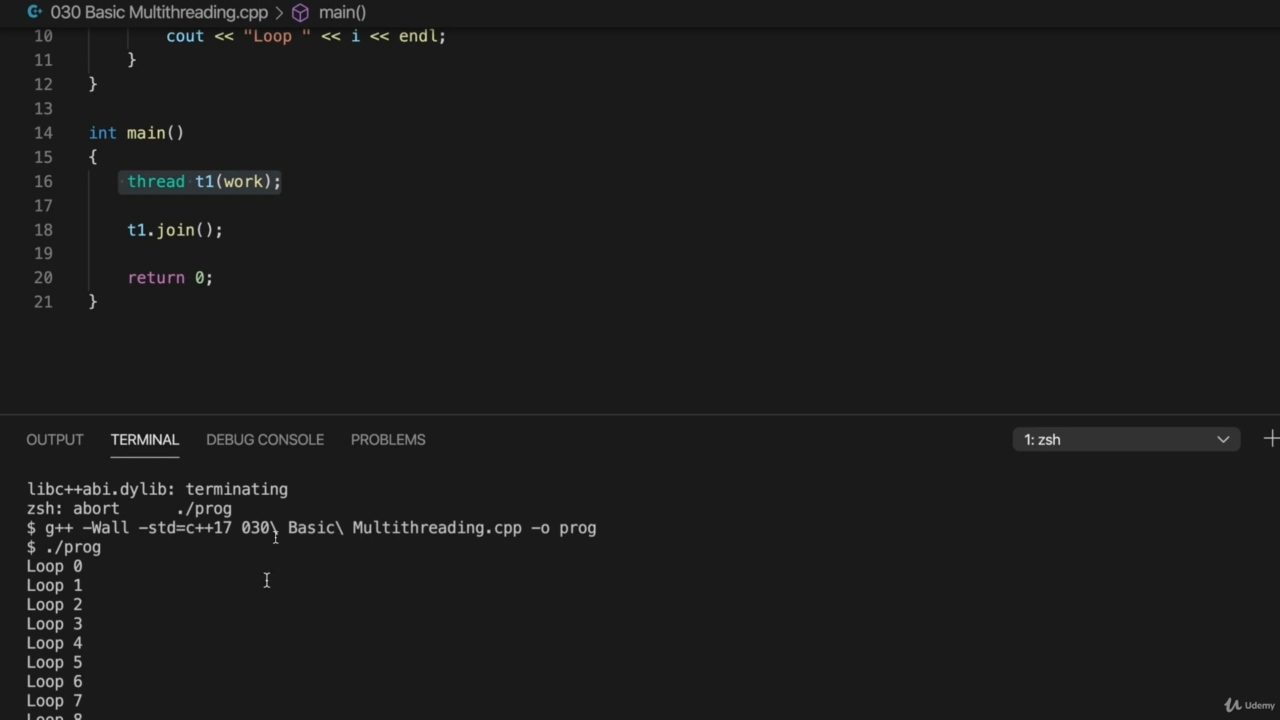 030 Basic Multithreading.cpp > main()
10 cout << "Loop " << i << endl;
11 }
12 }
13
14 int main()
15 {
16 thread t1(work);
17
18 t1.join();
19
20 return 0;
21 }
OUTPUT TERMINAL DEBUG CONSOLE PROBLEMS 1: zsh
libc++abi.dylib: terminating
zsh: abort ./prog
$ g++ -Wall -std=c++17 030\ Basic\ Multithreading.cpp -o prog
$ ./prog
Loop 0
Loop 1
Loop 2
Loop 3
Loop 4
Loop 5
Loop 6
Loop 7
Loop 8
Udemy